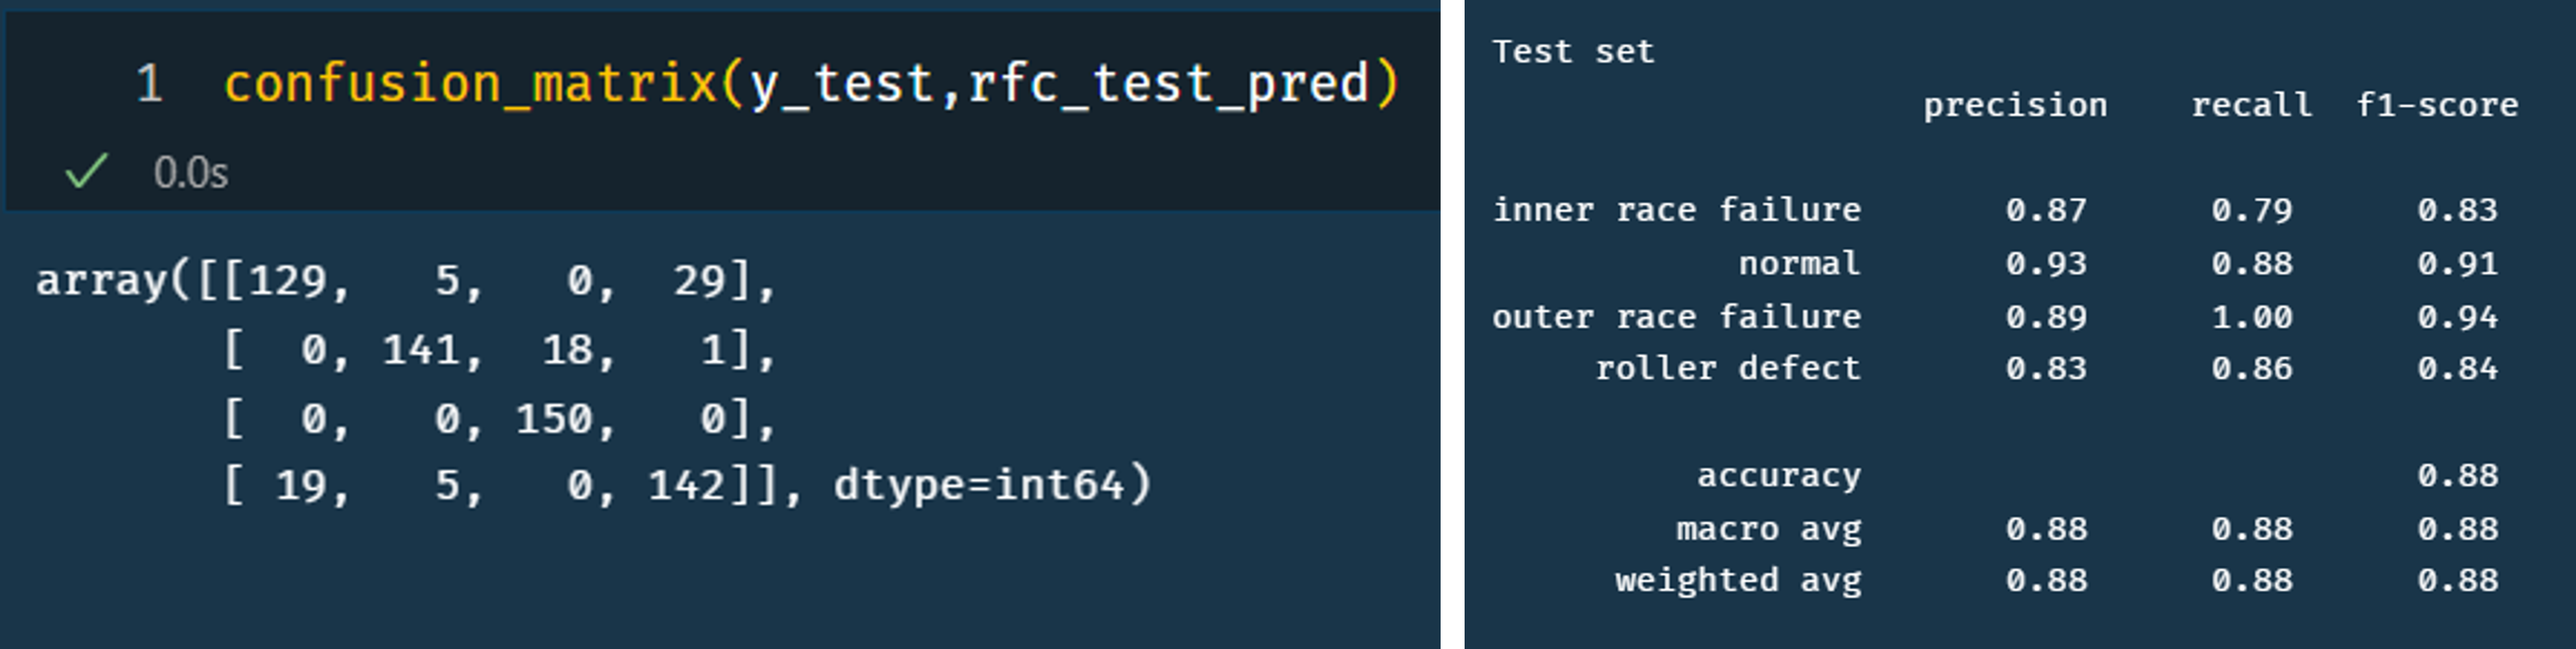 1 confusion_matrix(y_test,rfc_test_pred)
✓ 0.0s
array([[129,   5,   0,  29],
       [  0, 141,  18,   1],
       [  0,   0, 150,   0],
       [ 19,   5,   0, 142]], dtype=int64)
Test set
precision recall f1-score
inner race failure 0.87 0.79 0.83
normal 0.93 0.88 0.91
outer race failure 0.89 1.00 0.94
roller defect 0.83 0.86 0.84
accuracy 0.88
macro avg 0.88 0.88 0.88
weighted avg 0.88 0.88 0.88